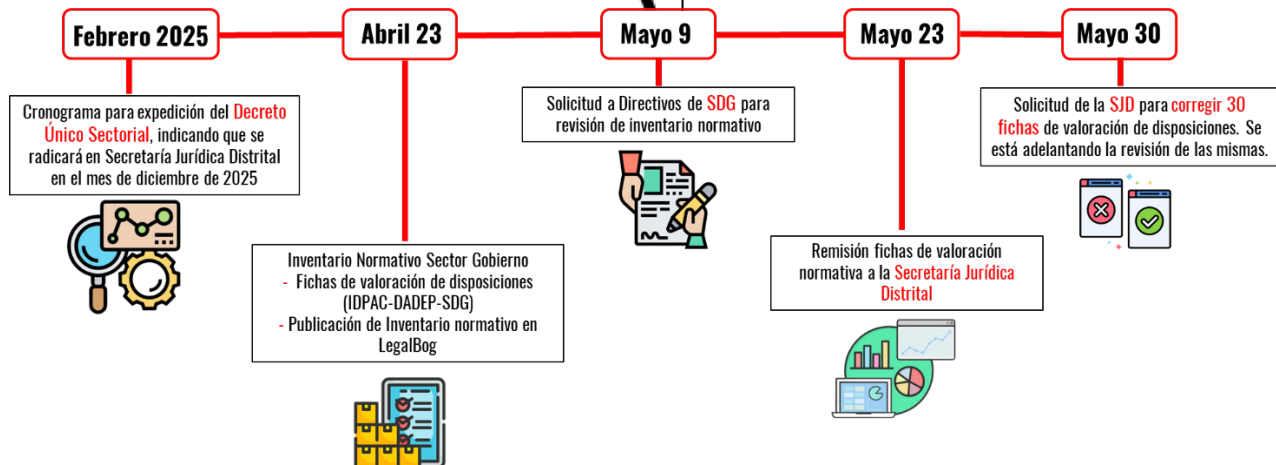 Febrero 2025
Cronograma para expedición del Decreto
Único Sectorial, indicando que se
radicará en Secretaría Jurídica Distrital
en el mes de diciembre de 2025
Abril 23
Inventario Normativo Sector Gobierno
- Fichas de valoración de disposiciones
(IDPAC-DADEP-SDG)
- Publicación de Inventario normativo en
LegalBog
Mayo 9
Solicitud a Directivos de SDG para
revisión de inventario normativo
Mayo 23
Remisión fichas de valoración
normativa a la Secretaría Jurídica
Distrital
Mayo 30
Solicitud de la SJD para corregir 30
fichas de valoración de disposiciones. Se
está adelantando la revisión de las mismas.